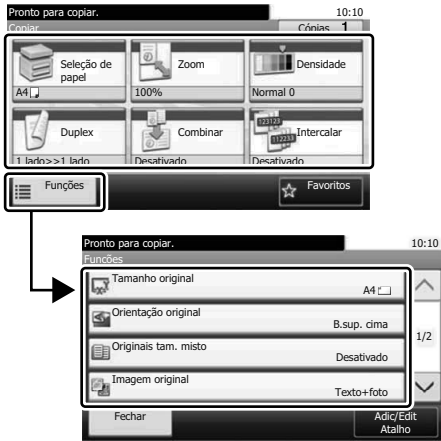 Pronto para copiar. 10:10
Copiar Cópias 1
Seleção de
papel
Zoom
Densidade
A4 100% Normal 0
Duplex Combinar Intercalar
1 lado>>1 lado Desativado Desativado
Funções Favoritos
Pronto para copiar. 10:10
Funções
Tamanho original
A4
Orientação original
B.sup. cima
1/2
Originais tam. misto
Desativado
Imagem original
Texto+foto
Fechar Adic/Edit
Atalho